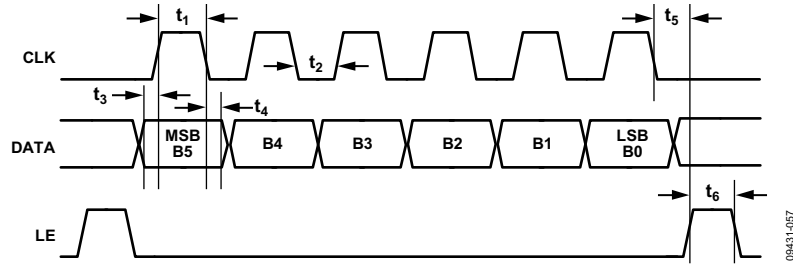 t1
t5
CLK
t2
t3
t4
DATA
MSB
B5
B4
B3
B2
B1
LSB
B0
t6
LE
09431-057